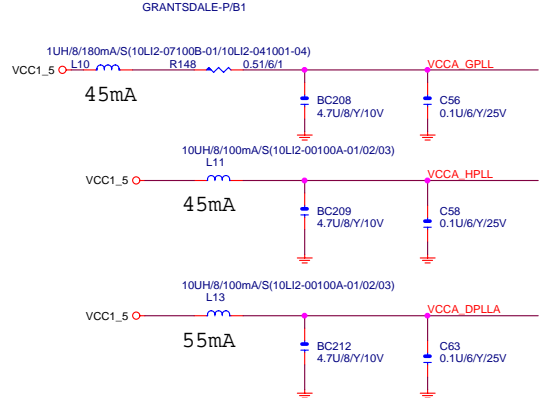 GRANTSDALE-P/B1
1UH/8/180mA/S(10LI2-07100B-01/10LI2-041001-04)
VCC1_5 L10 R148 0.51/6/1 VCCA_GPLL
45mA
BC208 C56
4.7U/8/Y/10V 0.1U/6/Y/25V
10UH/8/100mA/S(10LI2-00100A-01/02/03)
L11
VCC1_5 VCCA_HPLL
45mA
BC209 C58
4.7U/8/Y/10V 0.1U/6/Y/25V
10UH/8/100mA/S(10LI2-00100A-01/02/03)
L13
VCC1_5 VCCA_DPLLA
55mA
BC212 C63
4.7U/8/Y/10V 0.1U/6/Y/25V